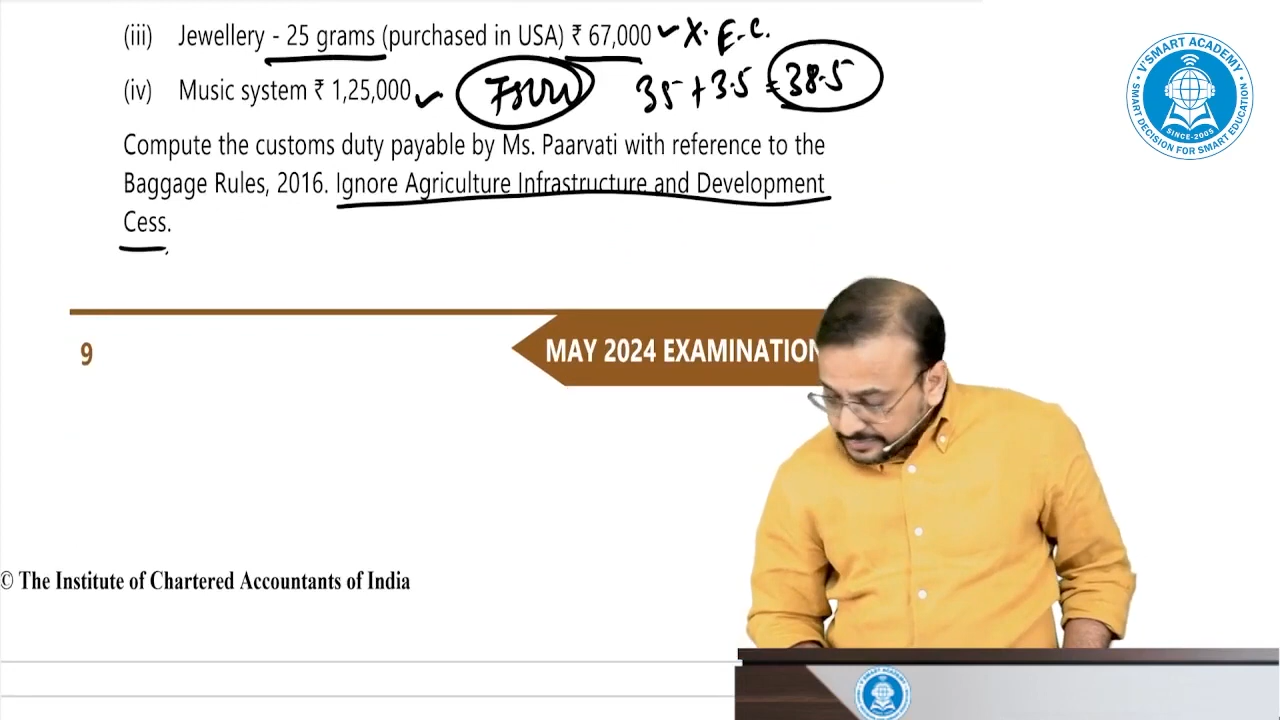 (iii) Jewellery - 25 grams (purchased in USA) ₹ 67,000 X. E.C.
(iv) Music system ₹ 1,25,000 35 + 3.5 = 38.5
Compute the customs duty payable by Ms. Paarvati with reference to the
Baggage Rules, 2016. Ignore Agriculture Infrastructure and Development
Cess.
9
MAY 2024 EXAMINATION
© The Institute of Chartered Accountants of India
V'SMART ACADEMY
SINCE-2005
SMART DECISION FOR SMART EDUCATION